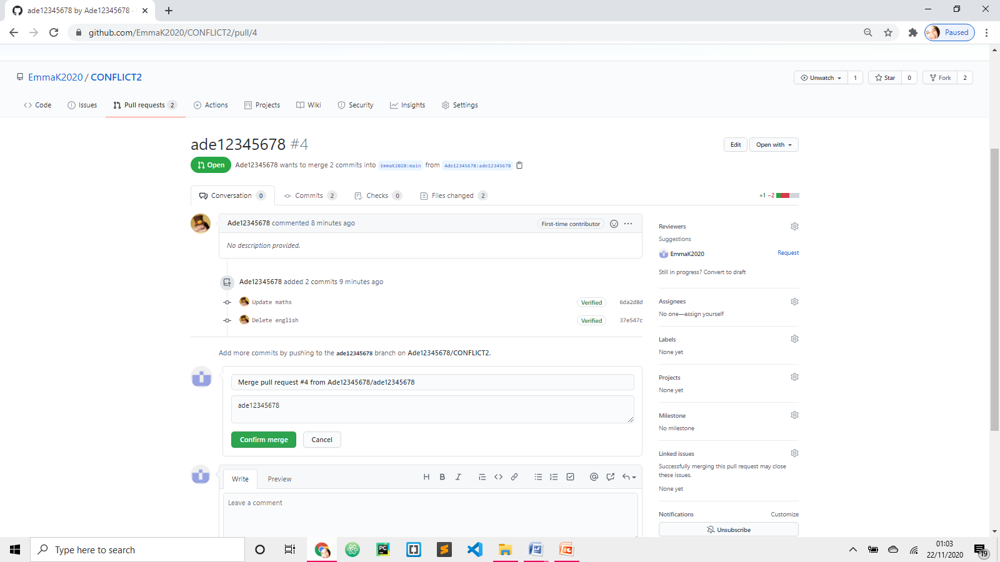 ade12345678 by Ade12345678 ·
github.com/EmmaK2020/CONFLICT2/pull/4
Paused
EmmaK2020 / CONFLICT2
Unwatch 1 Star 0 Fork 2
Code Issues Pull requests 2 Actions Projects Wiki Security Insights Settings
ade12345678 #4
Edit Open with
Open Ade12345678 wants to merge 2 commits into EmmaK2020:main from Ade12345678:ade12345678
Conversation 0 Commits 2 Checks 0 Files changed 2
+1 −2
Ade12345678 commented 8 minutes ago First-time contributor
No description provided.
Ade12345678 added 2 commits 9 minutes ago
Update maths Verified 6da2d8d
Delete english Verified 37e547c
Add more commits by pushing to the ade12345678 branch on Ade12345678/CONFLICT2.
Merge pull request #4 from Ade12345678/ade12345678
ade12345678
Confirm merge Cancel
Write Preview
H B I
Leave a comment
Reviewers
Suggestions
EmmaK2020 Request
Still in progress? Convert to draft
Assignees
No one—assign yourself
Labels
None yet
Projects
None yet
Milestone
No milestone
Linked issues
Successfully merging this pull request may close
these issues.
None yet
Notifications Customize
Unsubscribe
Type here to search
01:03
22/11/2020
19